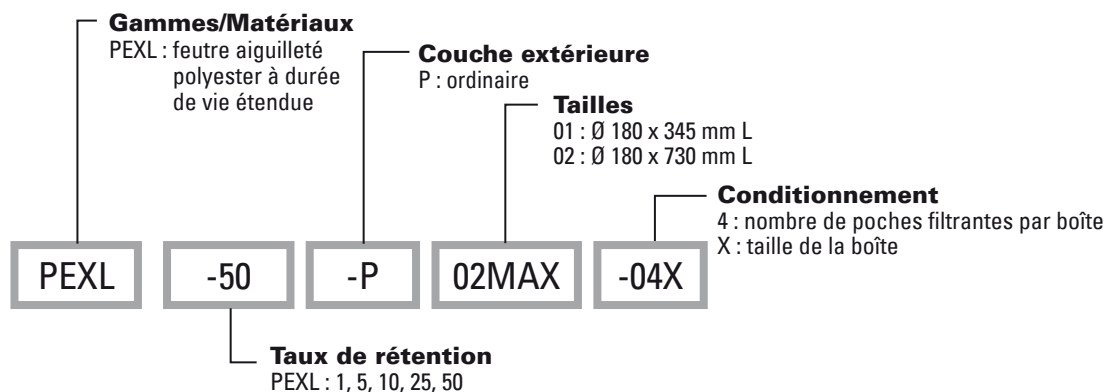 Gammes/Matériaux
PEXL : feutre aiguilleté
polyester à durée
de vie étendue
Couche extérieure
P : ordinaire
Tailles
01 : Ø 180 x 345 mm L
02 : Ø 180 x 730 mm L
Conditionnement
4 : nombre de poches filtrantes par boîte
X : taille de la boîte
PEXL -50 -P 02MAX -04X
Taux de rétention
PEXL : 1, 5, 10, 25, 50